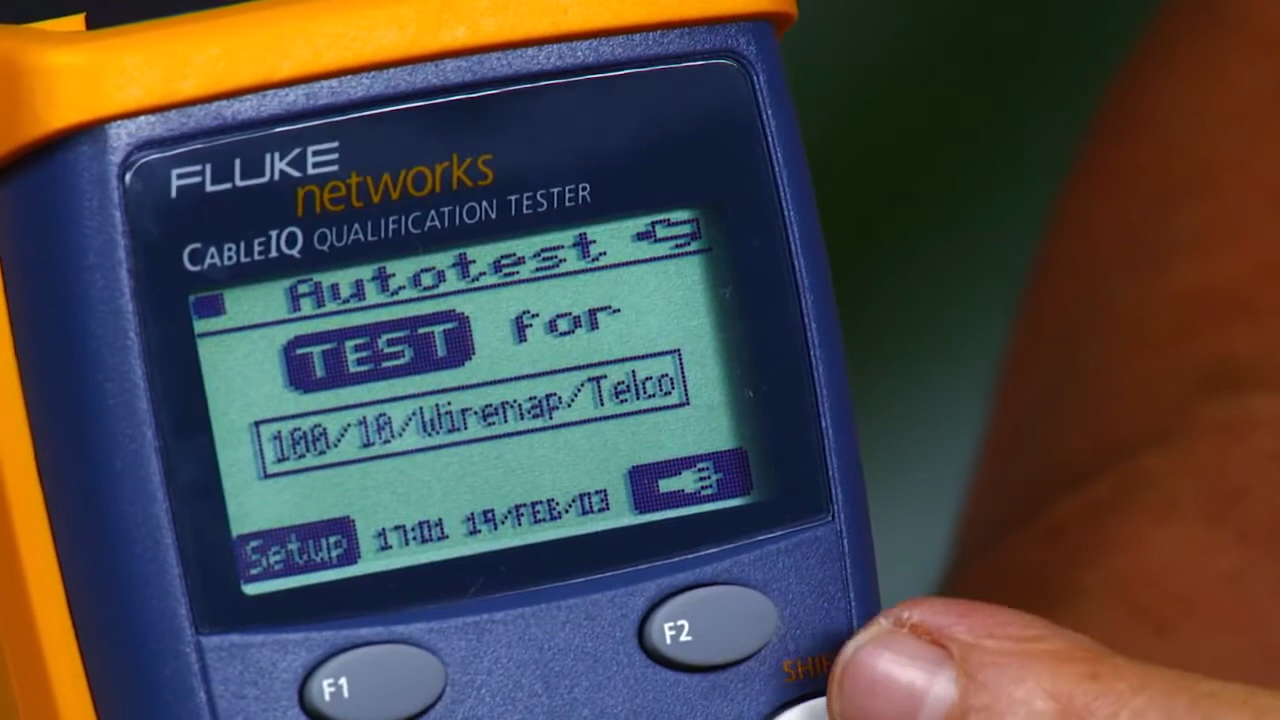 FLUKE
networks
CABLEIQ QUALIFICATION TESTER
Autotest
TEST for
100/10/Wiremap/Telco
Setup 17:01 19/FEB/03
F1 F2